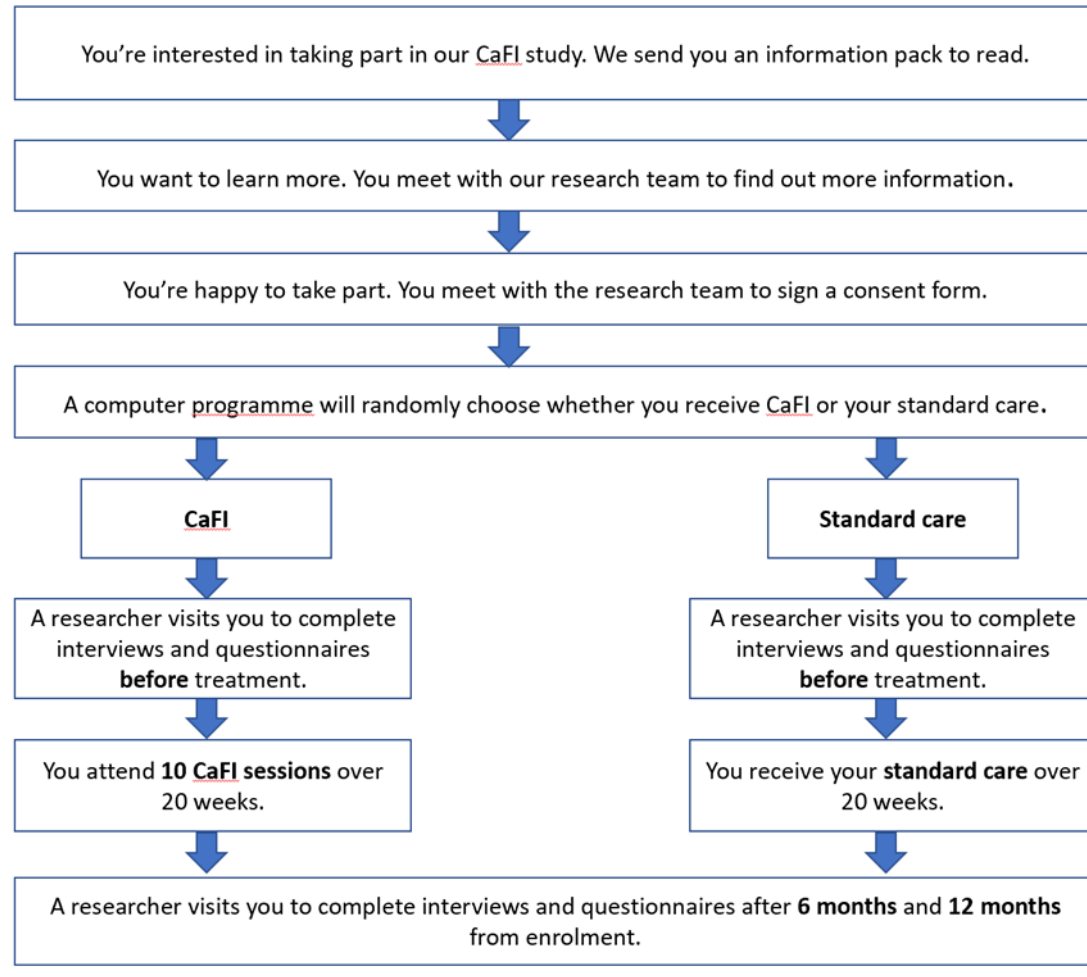 You’re interested in taking part in our CaFI study. We send you an information pack to read.
You want to learn more. You meet with our research team to find out more information.
You’re happy to take part. You meet with the research team to sign a consent form.
A computer programme will randomly choose whether you receive CaFI or your standard care.
CaFI
Standard care
A researcher visits you to complete
interviews and questionnaires
before treatment.
A researcher visits you to complete
interviews and questionnaires
before treatment.
You attend 10 CaFI sessions over
20 weeks.
You receive your standard care over
20 weeks.
A researcher visits you to complete interviews and questionnaires after 6 months and 12 months
from enrolment.